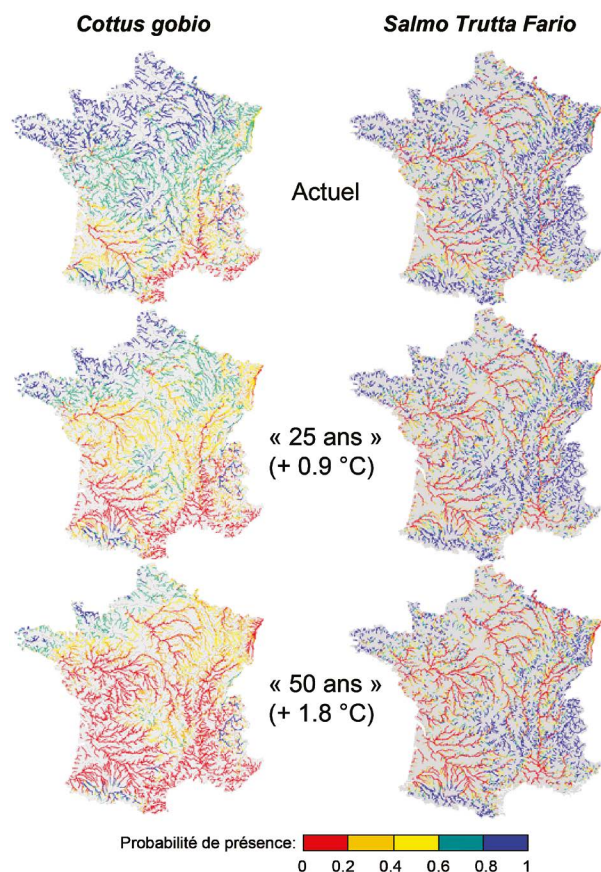 Cottus gobio Salmo Trutta Fario
Actuel
« 25 ans »
(+ 0.9 °C)
« 50 ans »
(+ 1.8 °C)
Probabilité de présence:
0 0.2 0.4 0.6 0.8 1